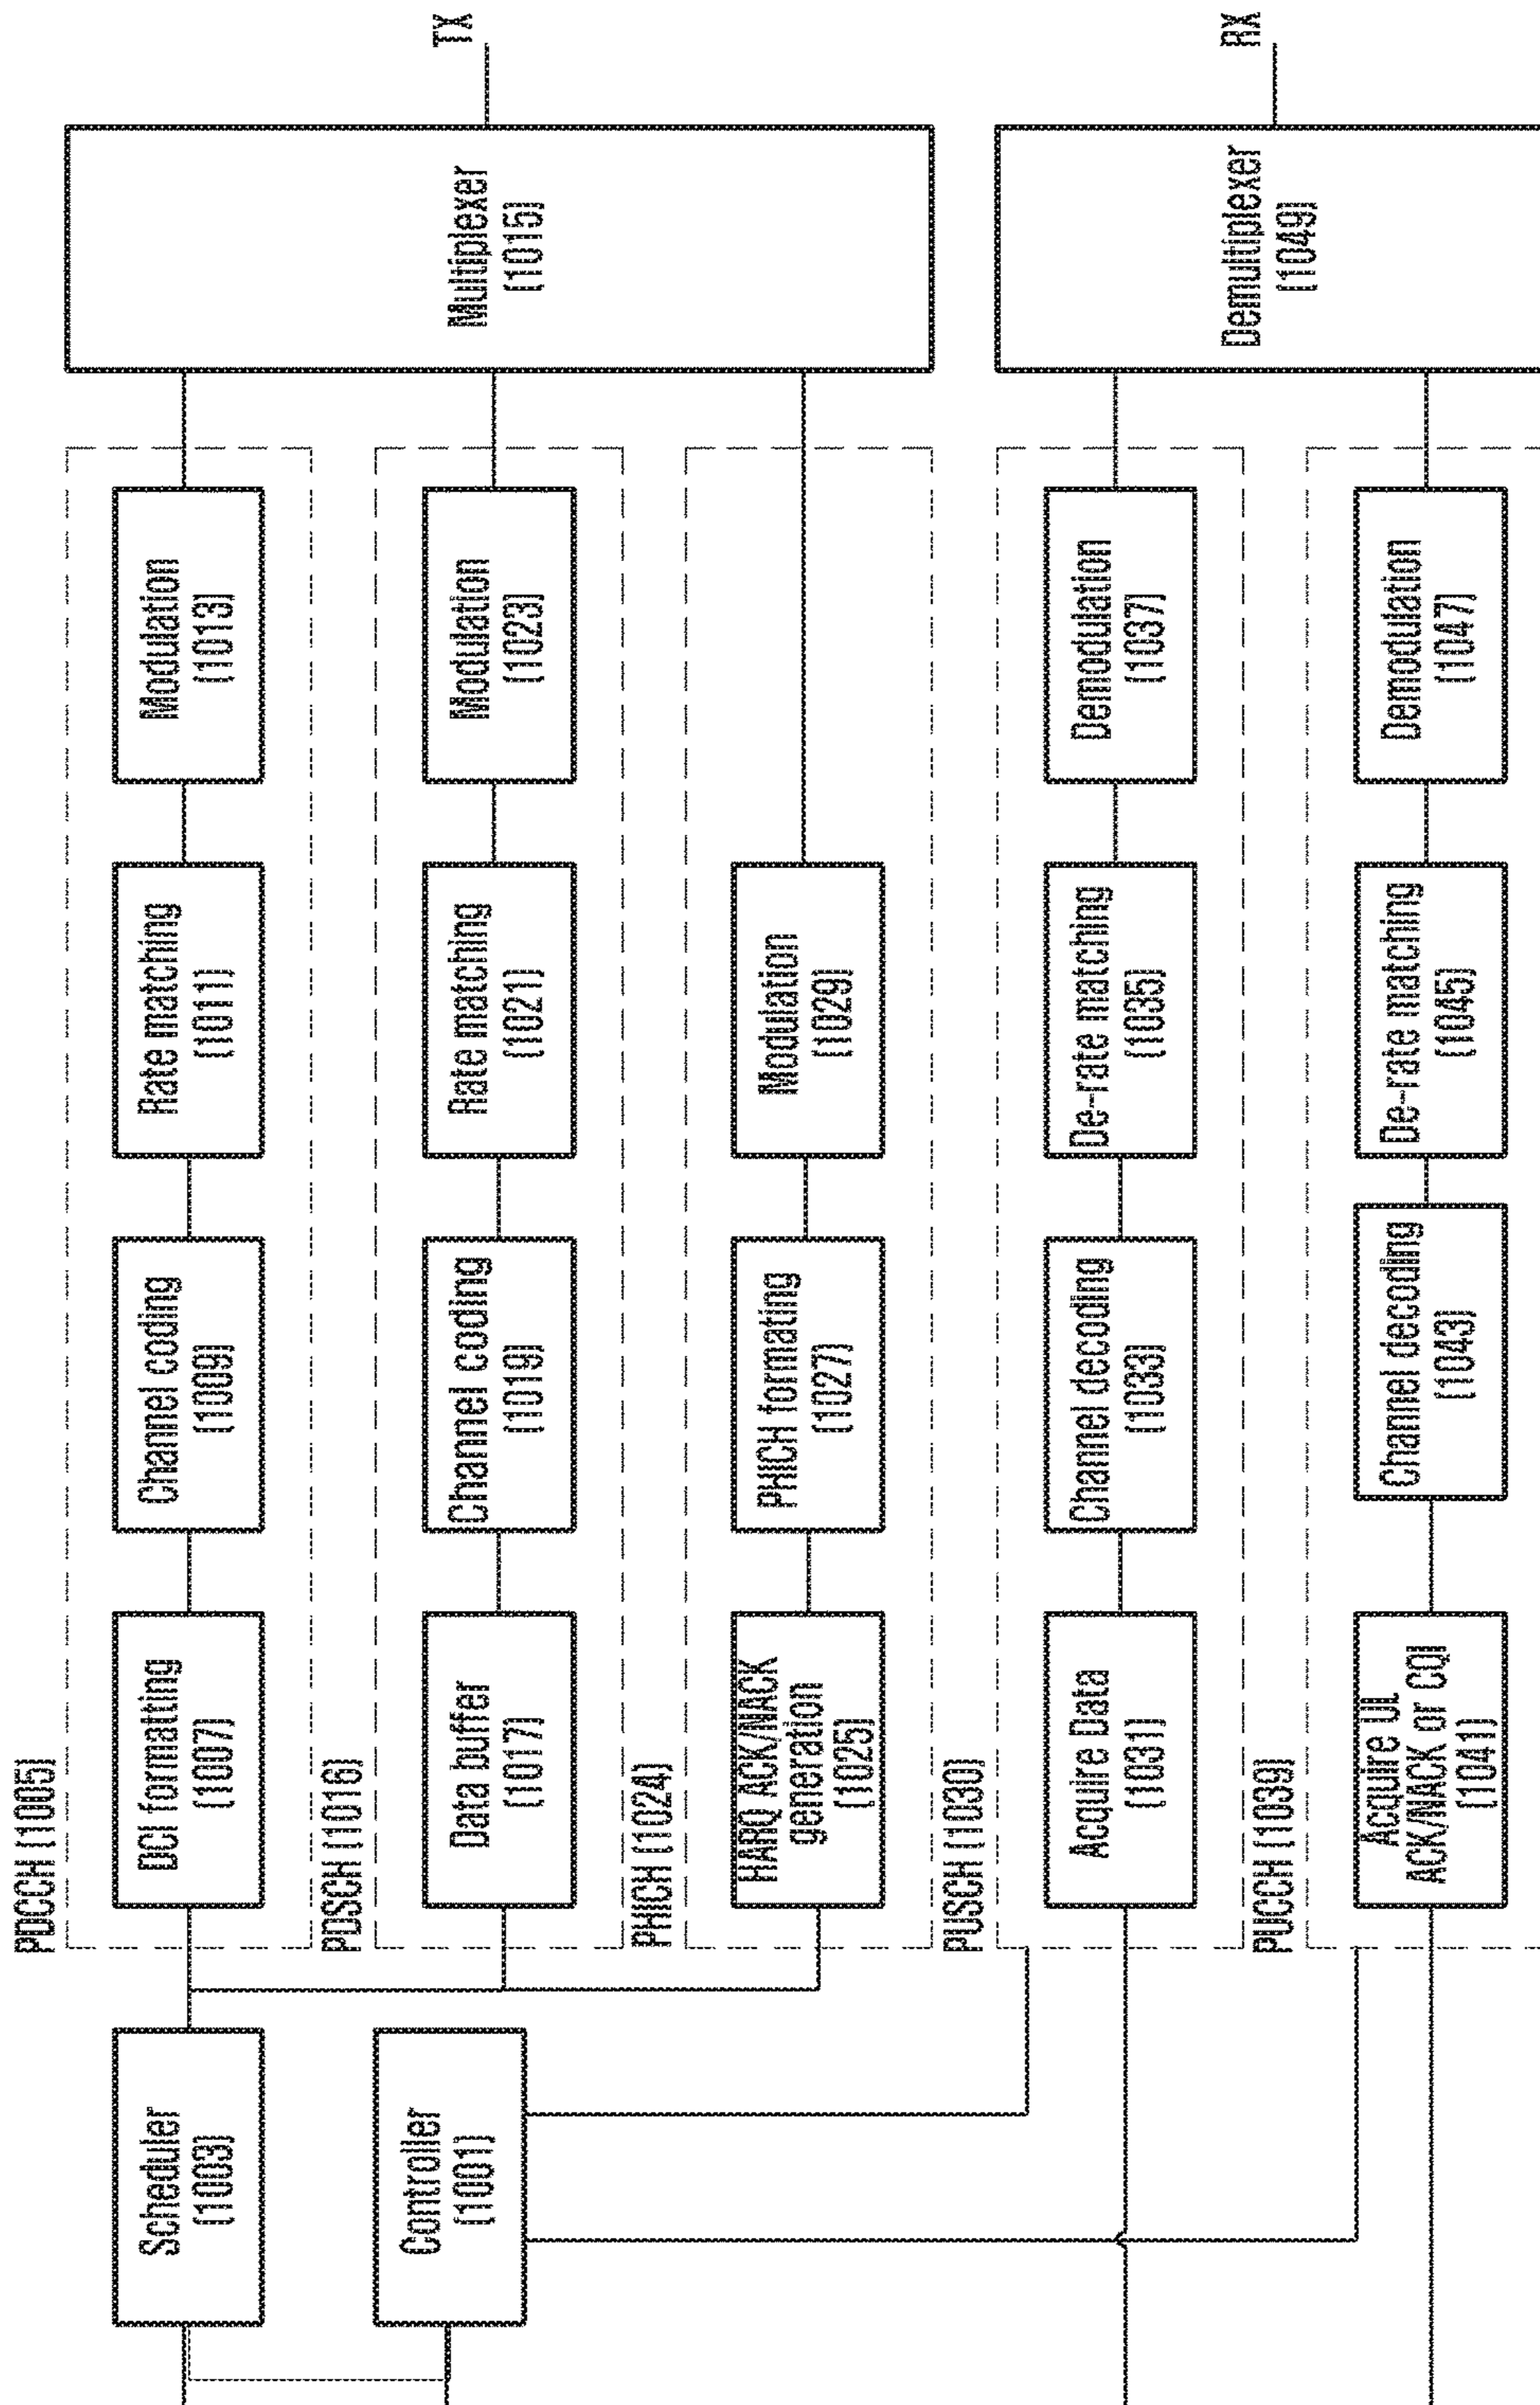 Scheduler
(1003)
Controller
(1001)
PDCCH (1005)
DCI formatting
(1007)
Channel coding
(1009)
Rate matching
(1011)
Modulation
(1013)
PDSCH (1016)
Data buffer
(1017)
Channel coding
(1019)
Rate matching
(1021)
Modulation
(1023)
PHICH (1024)
HARQ ACK/NACK
generation
(1025)
PHICH formating
(1027)
Modulation
(1029)
Multiplexer
(1015)
TX
PUSCH (1030)
Acquire Data
(1031)
Channel decoding
(1033)
De-rate matching
(1035)
Demodulation
(1037)
PUCCH (1039)
Acquire UL
ACK/NACK or CQI
(1041)
Channel decoding
(1043)
De-rate matching
(1045)
Demodulation
(1047)
Demultiplexer
(1049)
RX